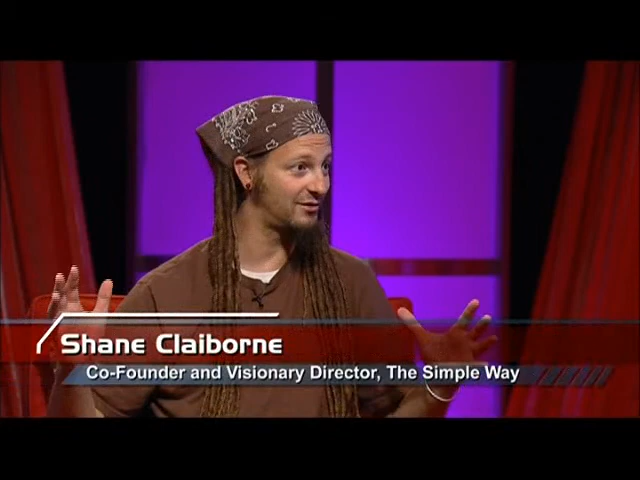 Shane Claiborne
Co-Founder and Visionary Director, The Simple Way